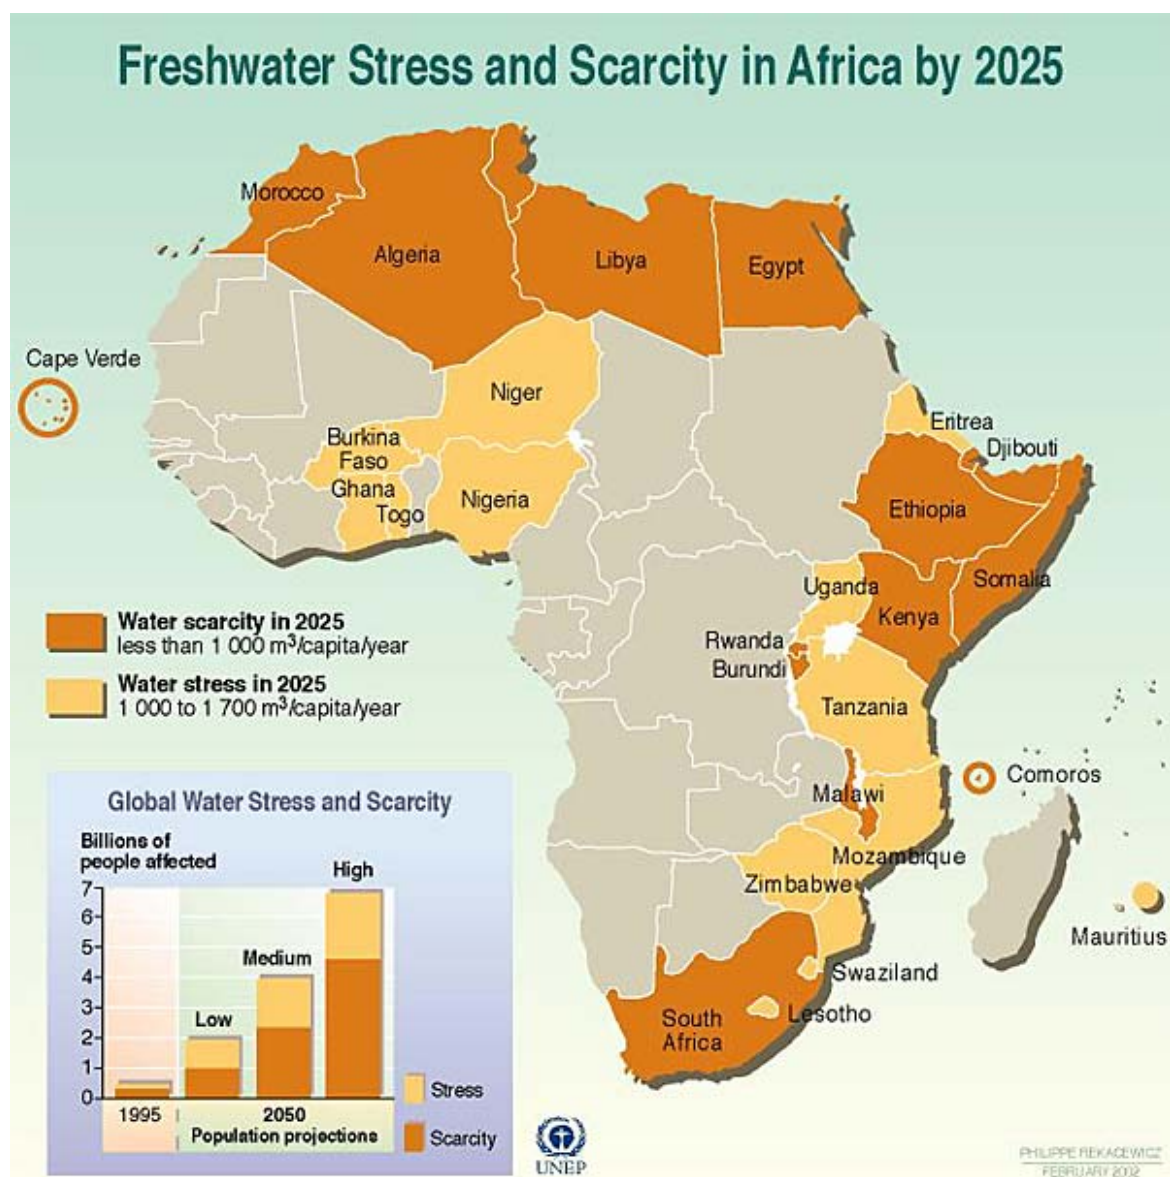 Freshwater Stress and Scarcity in Africa by 2025
Morocco
Algeria
Libya
Egypt
Cape Verde
Niger
Burkina
Faso
Ghana
Togo
Nigeria
Eritrea
Djibouti
Ethiopia
Somalia
Uganda
Kenya
Rwanda
Burundi
Tanzania
Comoros
Malawi
Mozambique
Zimbabwe
Mauritius
Swaziland
Lesotho
South
Africa
Water scarcity in 2025
less than 1 000 m³/capita/year
Water stress in 2025
1 000 to 1 700 m³/capita/year
Global Water Stress and Scarcity
Billions of
people affected
7
6
5
4
3
2
1
0
Low
Medium
High
1995
2050
Population projections
Stress
Scarcity
UNEP
PHILIPPE REKACEWICZ
FEBRUARY 2002